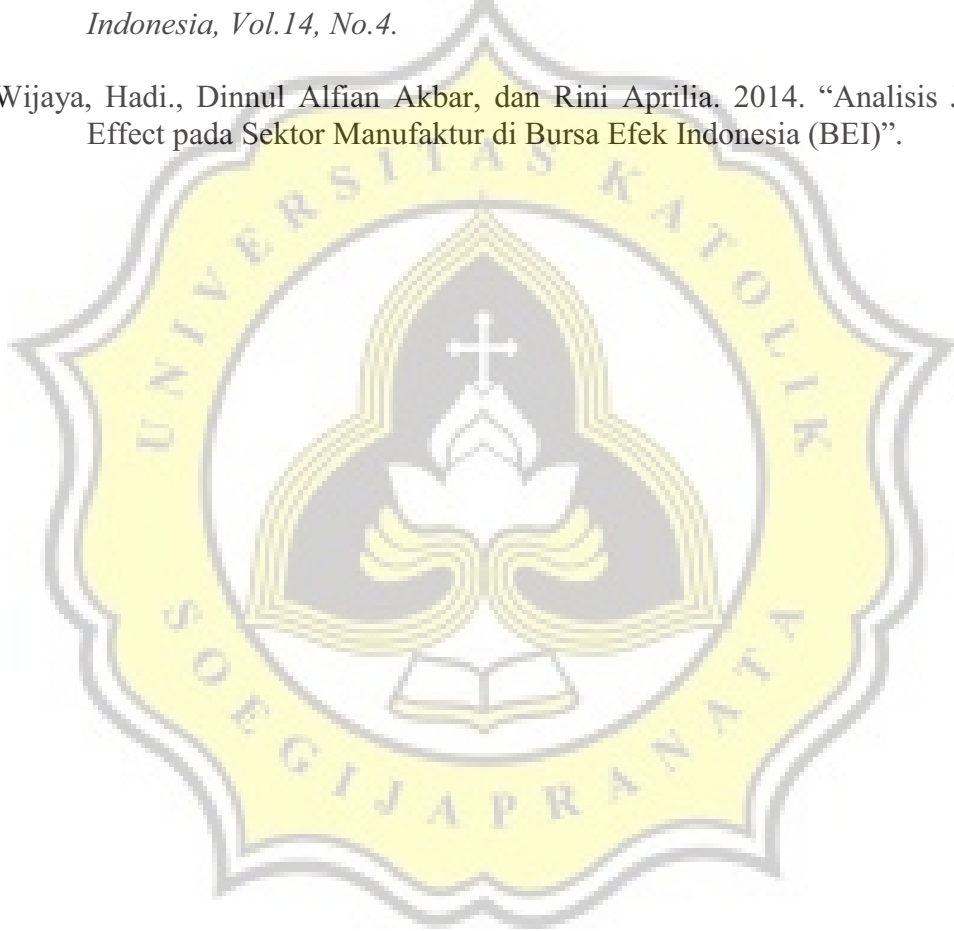 Indonesia, Vol.14, No.4.
Wijaya, Hadi., Dinnul Alfian Akbar, dan Rini Aprilia. 2014. “Analisis
Effect pada Sektor Manufaktur di Bursa Efek Indonesia (BEI)”.
UNIVERSITAS KATOLIK
SOEGIJAPRANATA